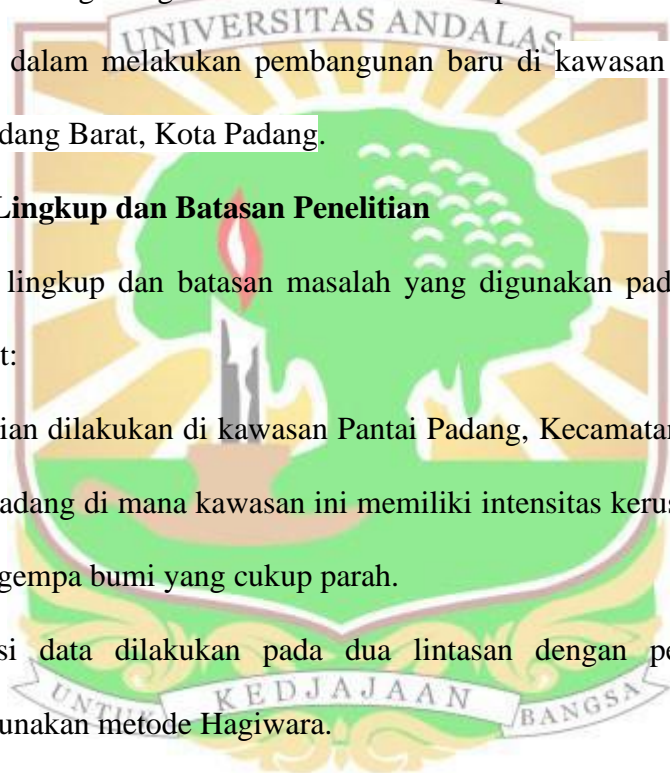 UNIVERSITAS ANDALAS
dalam melakukan pembangunan baru di kawasan
dang Barat, Kota Padang.
Lingkup dan Batasan Penelitian
lingkup dan batasan masalah yang digunakan pad
t:
ian dilakukan di kawasan Pantai Padang, Kecamatan
adang di mana kawasan ini memiliki intensitas kerus
gempa bumi yang cukup parah.
si data dilakukan pada dua lintasan dengan pe
unakan metode Hagiwara.
UNTUK KEDJAJAAN BANGSA